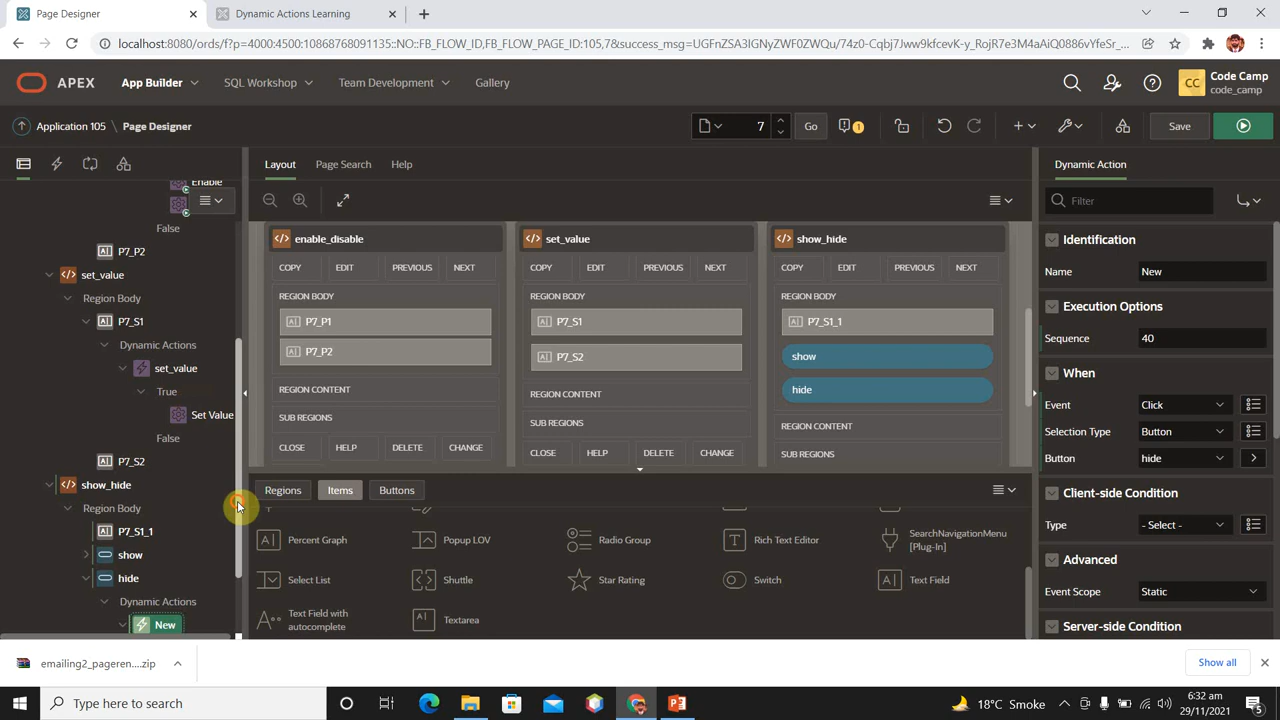 Page Designer
Dynamic Actions Learning
localhost:8080/ords/f?p=4000:4500:10868768091135::NO::FB_FLOW_ID,FB_FLOW_PAGE_ID:105,7&success_msg=
APEX
App Builder
SQL Workshop
Team Development
Gallery
Code Camp
code_camp
CC
Application 105
Page Designer
7
Go
1
Save
Layout
Page Search
Help
Dynamic Action
Filter
Enable
False
P7_P2
set_value
Region Body
P7_S1
Dynamic Actions
set_value
True
Set Value
False
P7_S2
show_hide
Region Body
P7_S1_1
show
hide
Dynamic Actions
New
enable_disable
COPY
EDIT
PREVIOUS
NEXT
REGION BODY
P7_P1
P7_P2
REGION CONTENT
SUB REGIONS
CLOSE
HELP
DELETE
CHANGE
set_value
COPY
EDIT
PREVIOUS
NEXT
REGION BODY
P7_S1
P7_S2
REGION CONTENT
SUB REGIONS
CLOSE
HELP
DELETE
CHANGE
show_hide
COPY
EDIT
PREVIOUS
NEXT
REGION BODY
P7_S1_1
show
hide
REGION CONTENT
SUB REGIONS
Regions
Items
Buttons
Percent Graph
Popup LOV
Radio Group
Rich Text Editor
SearchNavigationMenu
[Plug-In]
Select List
Shuttle
Star Rating
Switch
Text Field
Text Field with
autocomplete
Textarea
Identification
Name
New
Execution Options
Sequence
40
When
Event
Click
Selection Type
Button
Button
hide
Client-side Condition
Type
- Select -
Advanced
Event Scope
Static
Server-side Condition
emailing2_pageren....zip
Show all
Type here to search
18°C Smoke
6:32 am
29/11/2021
5